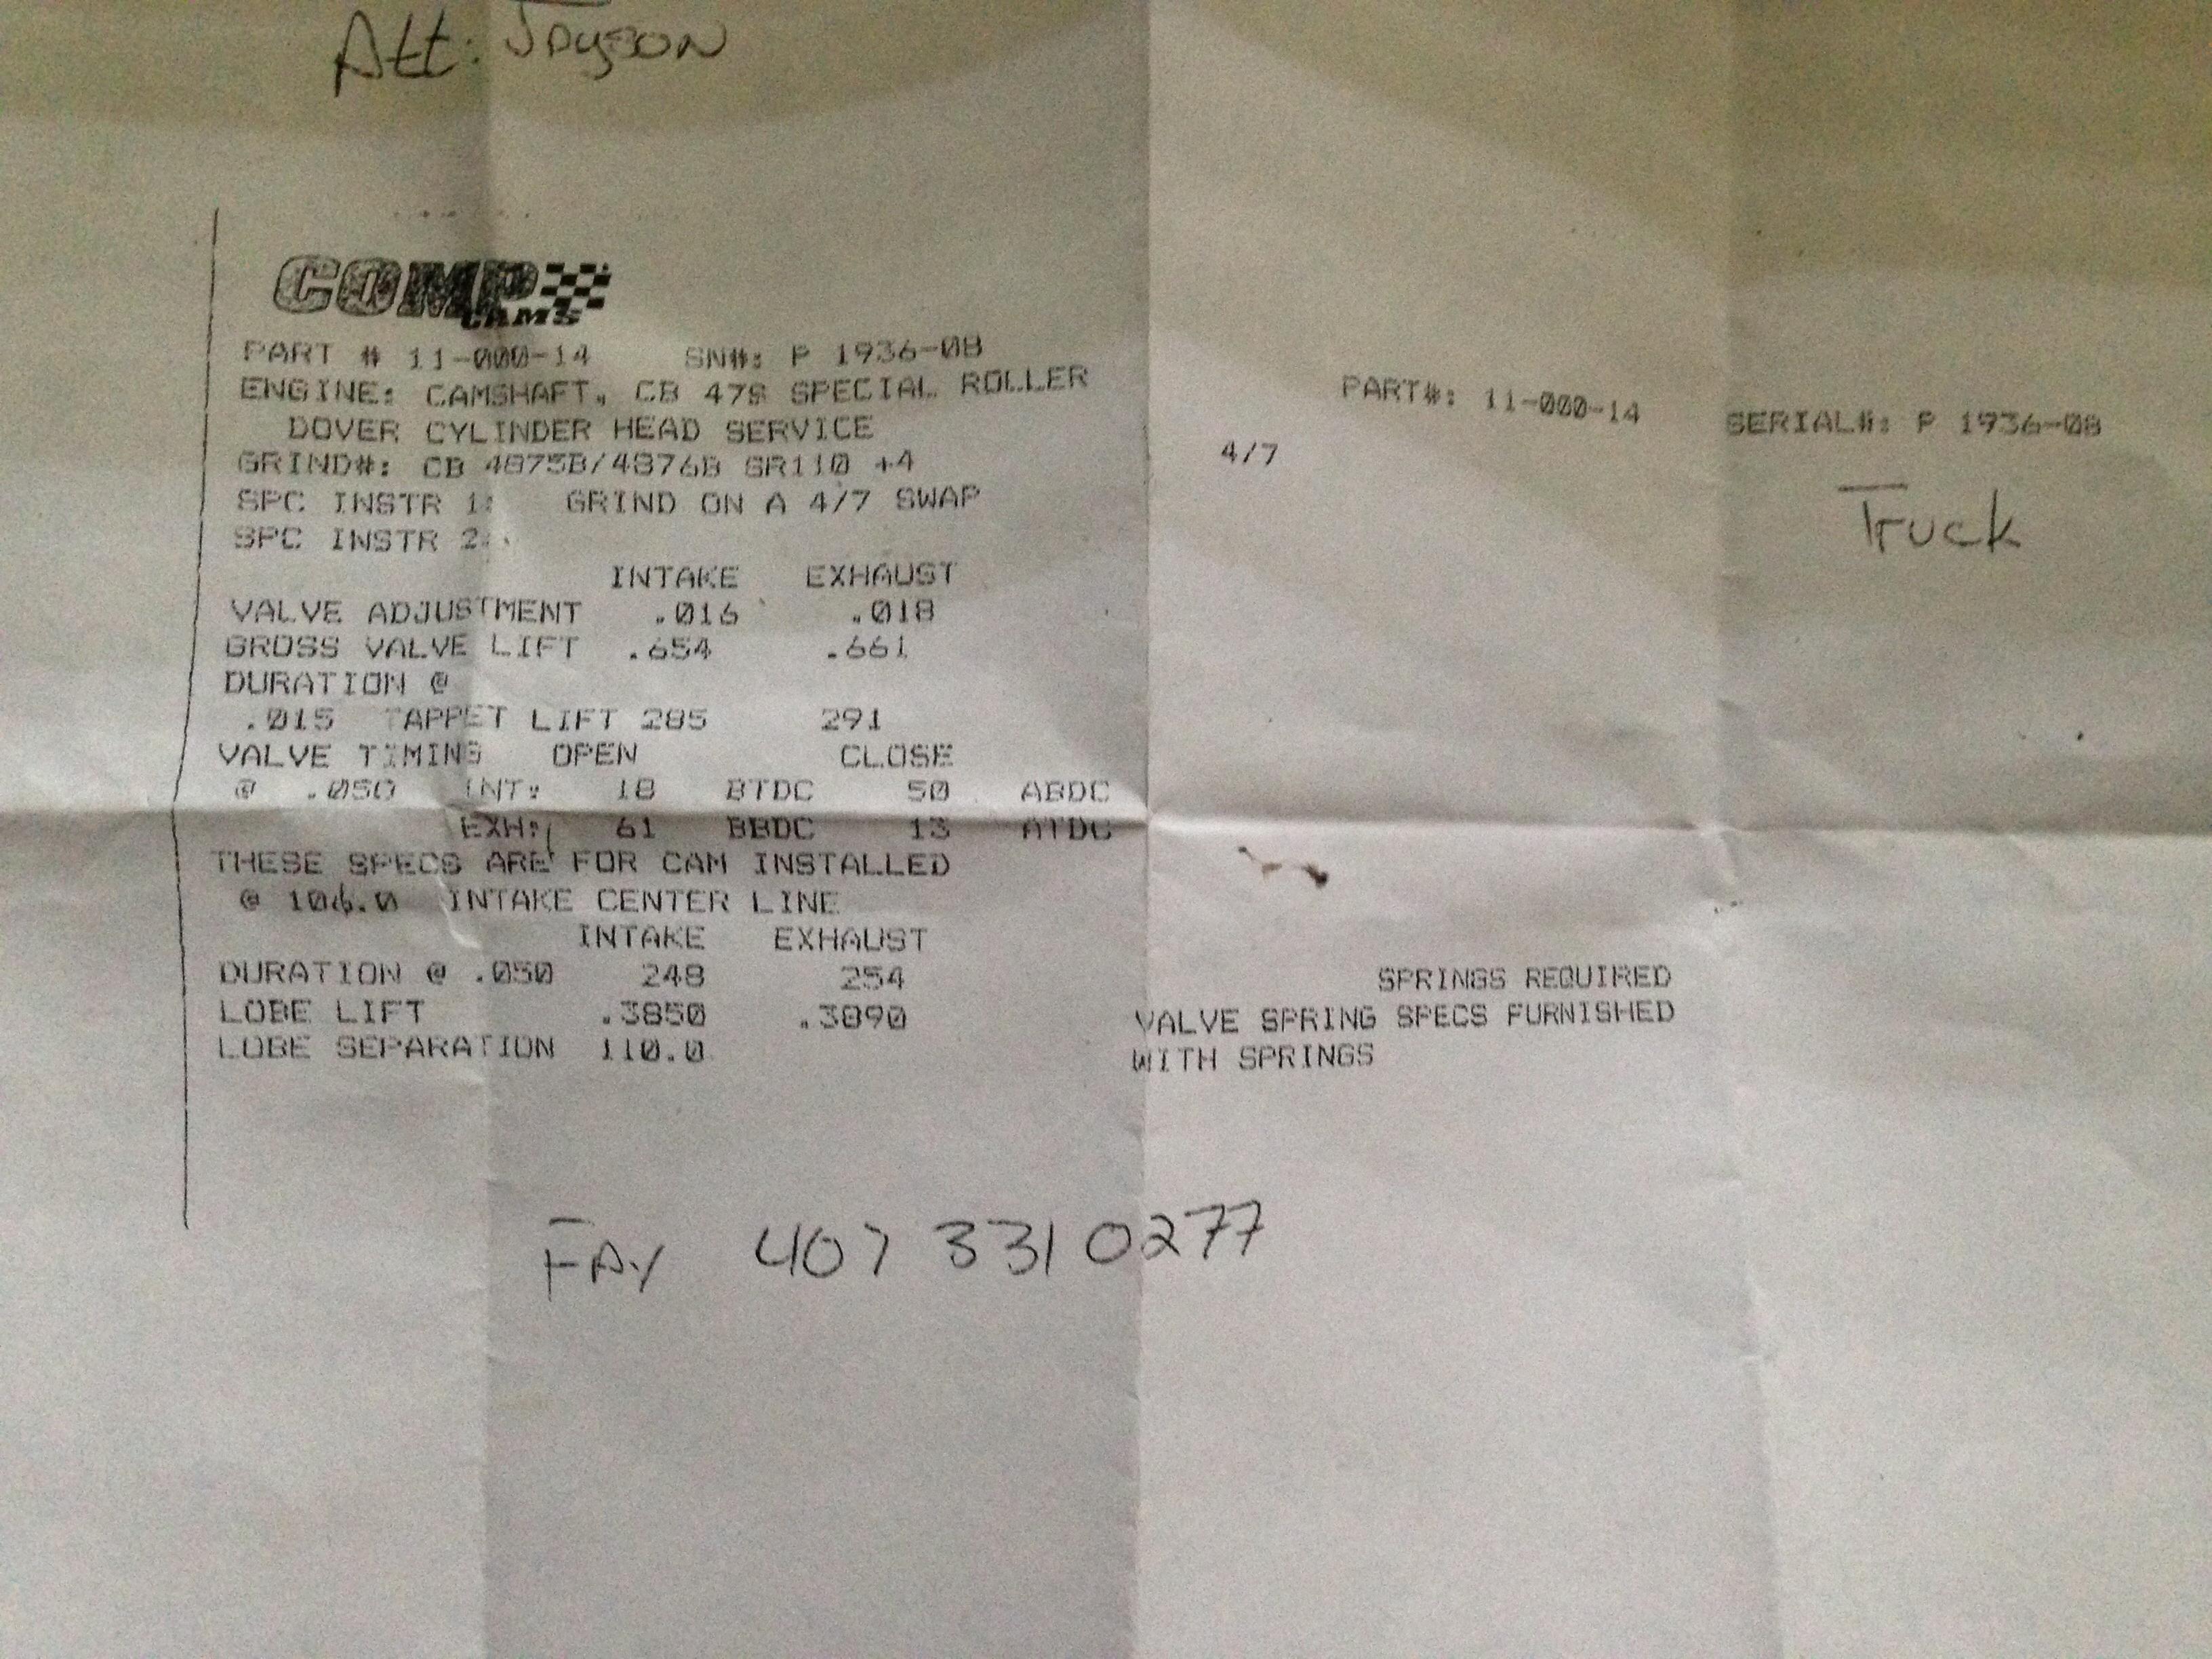 Att: Jayson
COMP CAMS
PART # 11-000-14 SN#: P 1936-08
ENGINE: CAMSHAFT, CB 47S SPECIAL ROLLER
DOVER CYLINDER HEAD SERVICE
GRIND#: CB 4875B/4876B SR110 +4
SPC INSTR 1: GRIND ON A 4/7 SWAP
SPC INSTR 2:
INTAKE EXHAUST
VALVE ADJUSTMENT .016 .018
GROSS VALVE LIFT .654 .661
DURATION @
.015 TAPPET LIFT 285 291
VALVE TIMING OPEN CLOSE
@ .050 INT: 18 BTDC 50 ABDC
EXH: 61 BBDC 13 ATDC
THESE SPECS ARE FOR CAM INSTALLED
@ 106.0 INTAKE CENTER LINE
INTAKE EXHAUST
DURATION @ .050 248 254
LOBE LIFT .3850 .3890
LOBE SEPARATION 110.0
PART#: 11-000-14 SERIAL#: P 1936-08
4/7
Truck
SPRINGS REQUIRED
VALVE SPRING SPECS FURNISHED
WITH SPRINGS
FAX 407 331 0277